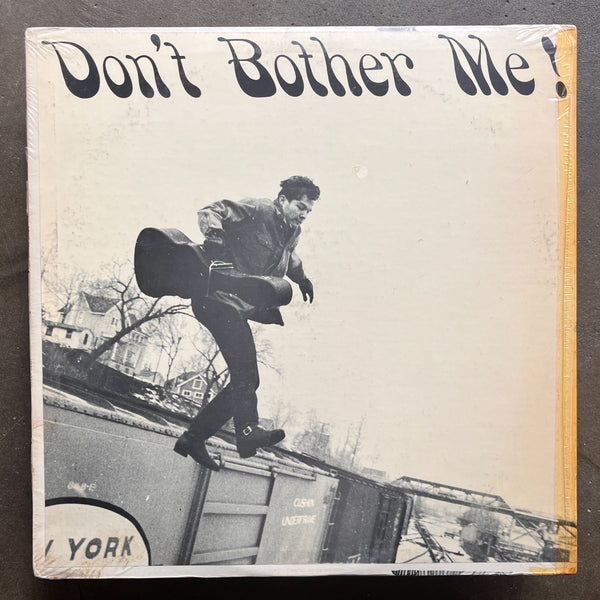 Don't Bother Me!
CUSHION
UNDERFRAME
YORK